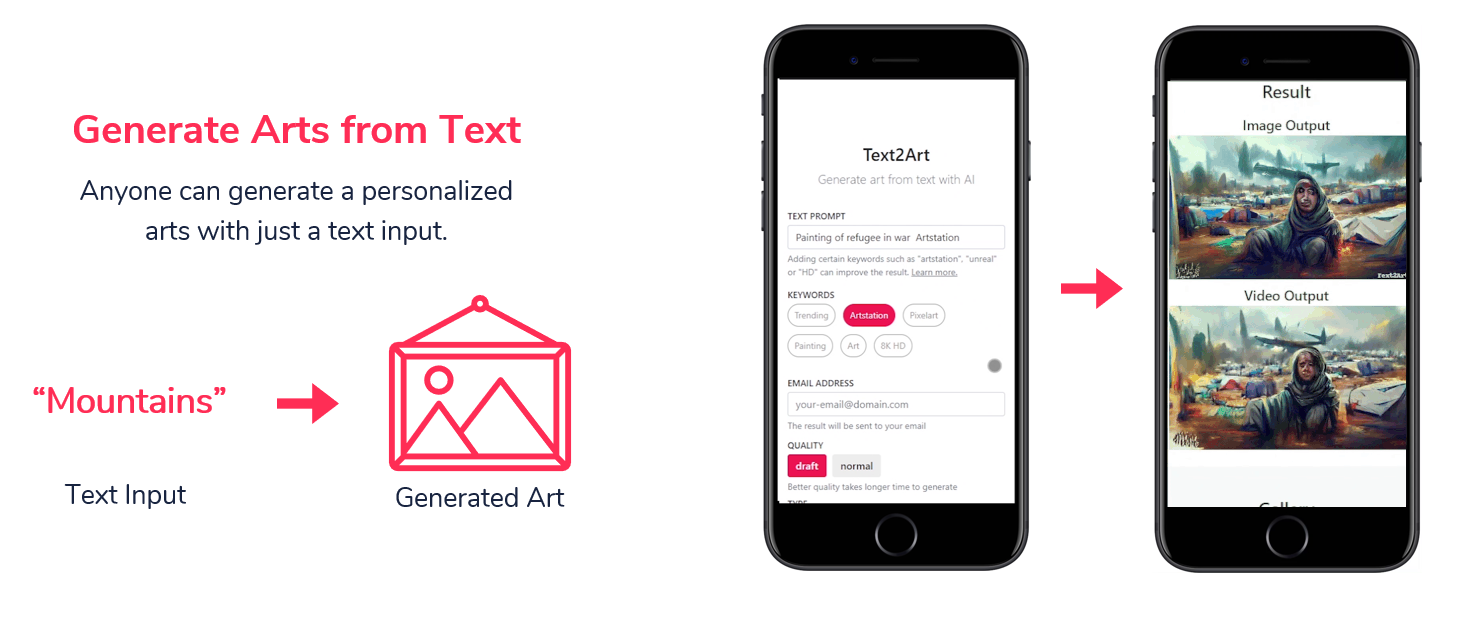 Generate Arts from Text
Anyone can generate a personalized
arts with just a text input.
“Mountains”
Text Input
Generated Art
Text2Art
Generate art from text with AI
TEXT PROMPT
Painting of refugee in war Artstation
Adding certain keywords such as "artstation", "unreal"
or "HD" can improve the result. Learn more.
KEYWORDS
Trending Artstation Pixelart
Painting Art 8K HD
EMAIL ADDRESS
your-email@domain.com
The result will be sent to your email
QUALITY
draft normal
Better quality takes longer time to generate
TYPE
Result
Image Output
Text2Art
Video Output
Gallery